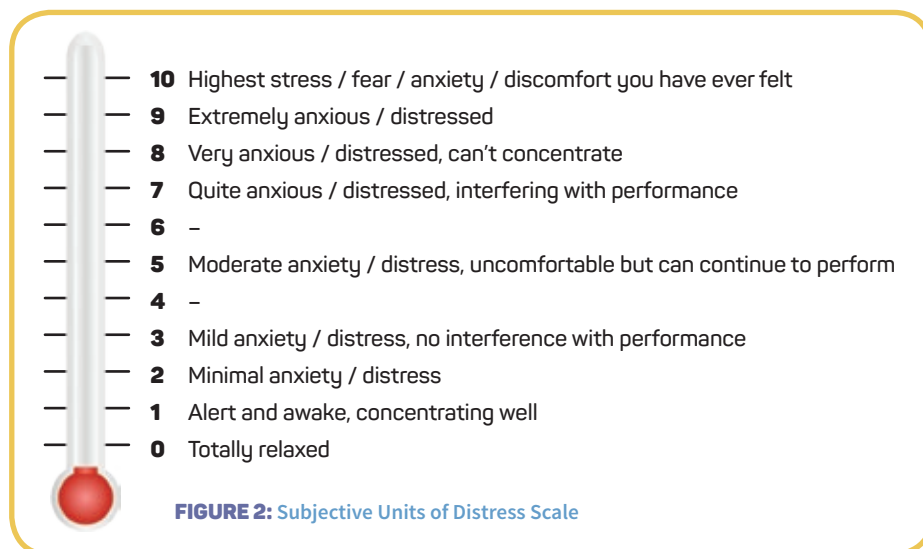 10 Highest stress / fear / anxiety / discomfort you have ever felt
9 Extremely anxious / distressed
8 Very anxious / distressed, can't concentrate
7 Quite anxious / distressed, interfering with performance
6 –
5 Moderate anxiety / distress, uncomfortable but can continue to perform
4 –
3 Mild anxiety / distress, no interference with performance
2 Minimal anxiety / distress
1 Alert and awake, concentrating well
0 Totally relaxed
FIGURE 2: Subjective Units of Distress Scale